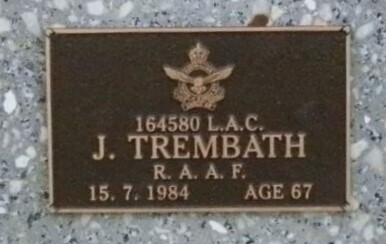 164580 L.A.C.
J. TREMBATH
R. A. A. F.
15. 7. 1984 AGE 67